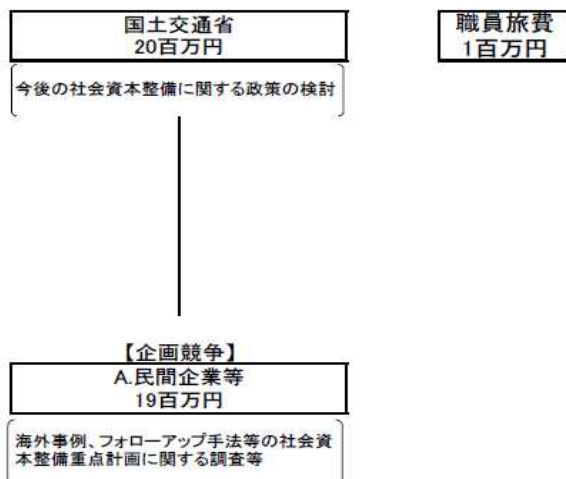 国土交通省
20百万円
職員旅費
1百万円
今後の社会資本整備に関する政策の検討
【企画競争】
A.民間企業等
19百万円
海外事例、フォローアップ手法等の社会資
本整備重点計画に関する調査等